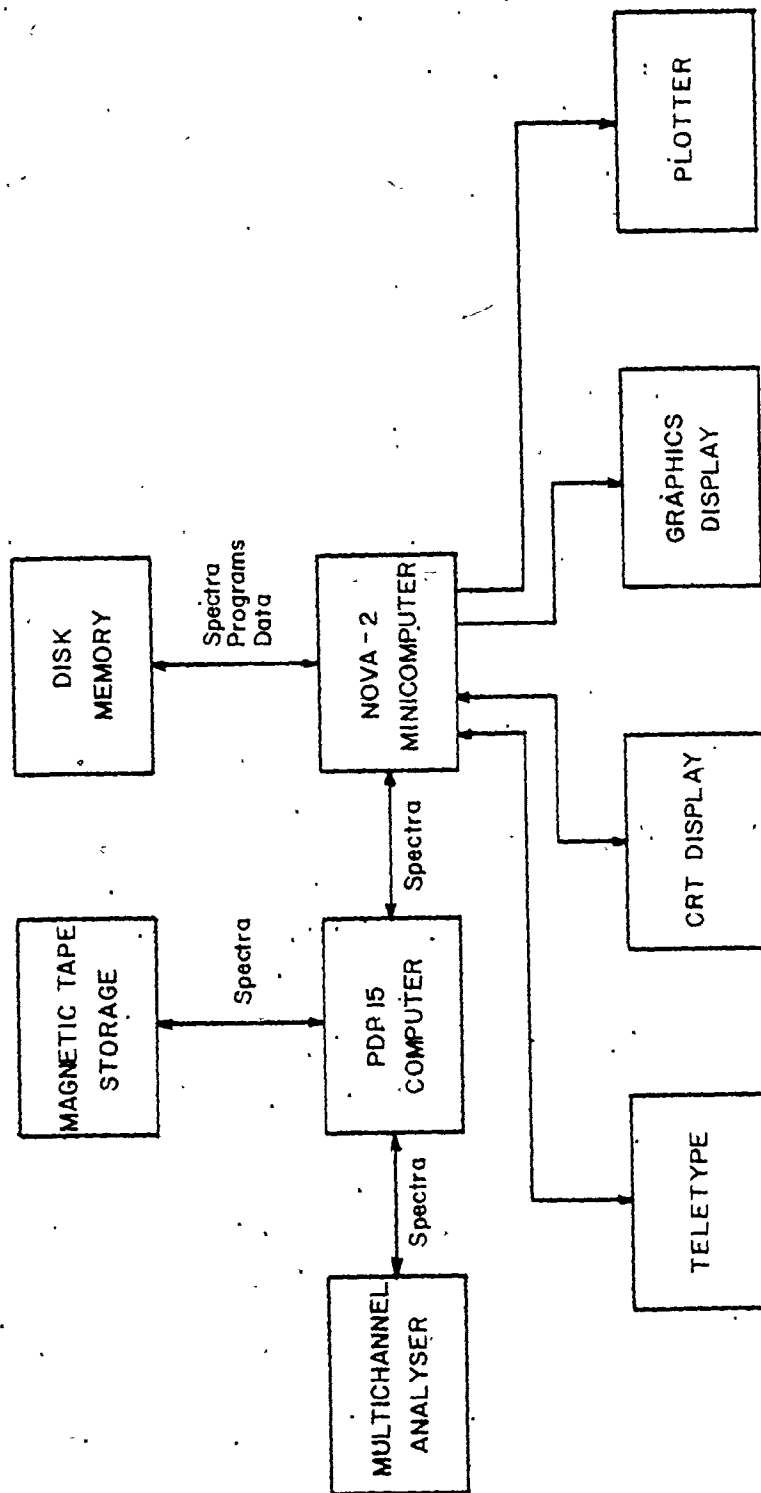 MAGNETIC TAPE
STORAGE
DISK
MEMORY
Spectra
Spectra
Programs
Data
MULTICHANNEL
ANALYSER
Spectra
PDP 15
COMPUTER
Spectra
NOVA-2
MINICOMPUTER
TELETYPE
CRT DISPLAY
GRAPHICS
DISPLAY
PLOTTER